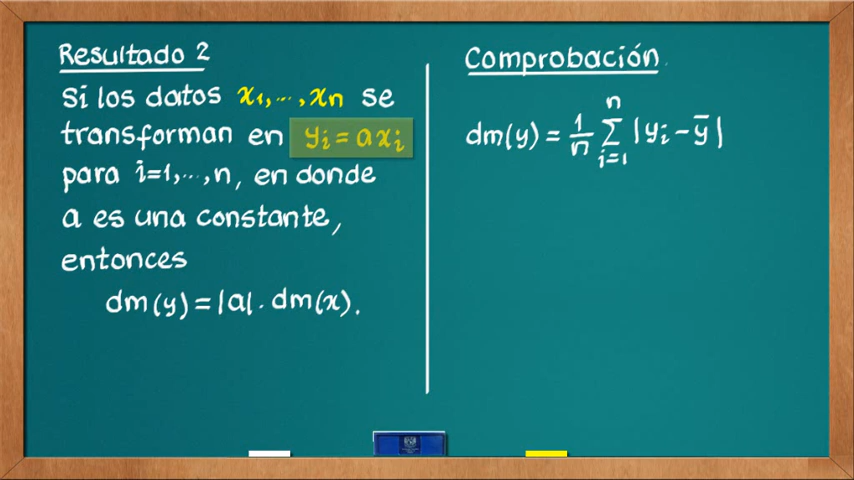 Resultado 2
Si los datos x₁,...,xₙ se
transforman en yᵢ = axᵢ
para i=1,...,n, en donde
a es una constante,
entonces
dm(y) = |a|· dm(x).
Comprobación.
dm(y) = 1/n ∑ᵢ₌₁ⁿ |yᵢ − ȳ|